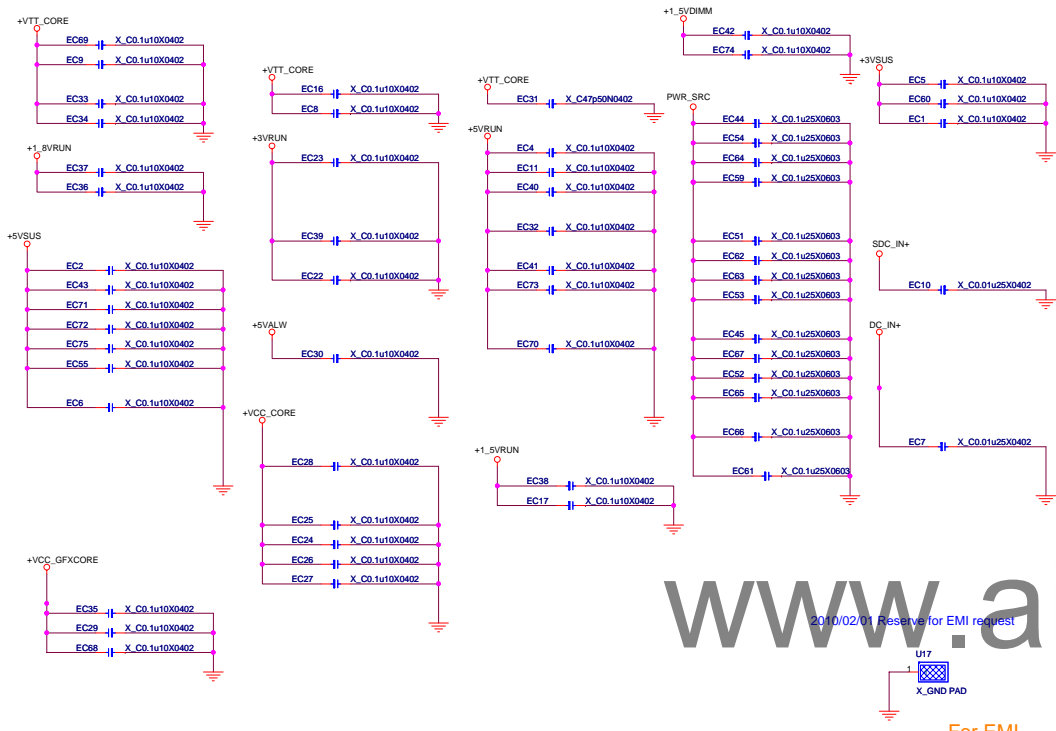 +VTT_CORE
EC69 X_C0.1u10X0402
EC9 X_C0.1u10X0402
EC33 X_C0.1u10X0402
EC34 X_C0.1u10X0402
+1_8VRUN
EC37 X_C0.1u10X0402
EC36 X_C0.1u10X0402
+5VSUS
EC2 X_C0.1u10X0402
EC43 X_C0.1u10X0402
EC71 X_C0.1u10X0402
EC72 X_C0.1u10X0402
EC75 X_C0.1u10X0402
EC55 X_C0.1u10X0402
EC6 X_C0.1u10X0402
+VCC_GFXCORE
EC35 X_C0.1u10X0402
EC29 X_C0.1u10X0402
EC68 X_C0.1u10X0402
+VTT_CORE
EC16 X_C0.1u10X0402
EC8 X_C0.1u10X0402
+3VRUN
EC23 X_C0.1u10X0402
EC39 X_C0.1u10X0402
EC22 X_C0.1u10X0402
+5VALW
EC30 X_C0.1u10X0402
+VCC_CORE
EC28 X_C0.1u10X0402
EC25 X_C0.1u10X0402
EC24 X_C0.1u10X0402
EC26 X_C0.1u10X0402
EC27 X_C0.1u10X0402
+VTT_CORE
EC31 X_C47p50N0402
+5VRUN
EC4 X_C0.1u10X0402
EC11 X_C0.1u10X0402
EC40 X_C0.1u10X0402
EC32 X_C0.1u10X0402
EC41 X_C0.1u10X0402
EC73 X_C0.1u10X0402
EC70 X_C0.1u10X0402
+1_5VRUN
EC38 X_C0.1u10X0402
EC17 X_C0.1u10X0402
+1_5VDIMM
EC42 X_C0.1u10X0402
EC74 X_C0.1u10X0402
PWR_SRC
EC44 X_C0.1u25X0603
EC54 X_C0.1u25X0603
EC64 X_C0.1u25X0603
EC59 X_C0.1u25X0603
EC51 X_C0.1u25X0603
EC62 X_C0.1u25X0603
EC63 X_C0.1u25X0603
EC53 X_C0.1u25X0603
EC45 X_C0.1u25X0603
EC67 X_C0.1u25X0603
EC52 X_C0.1u25X0603
EC65 X_C0.1u25X0603
EC66 X_C0.1u25X0603
EC61 X_C0.1u25X0603
+3VSUS
EC5 X_C0.1u10X0402
EC60 X_C0.1u10X0402
EC1 X_C0.1u10X0402
SDC_IN+
EC10 X_C0.01u25X0402
DC_IN+
EC7 X_C0.01u25X0402
www.a
2010/02/01 Reserve for EMI request
U17
1
X_GND PAD
For EMI